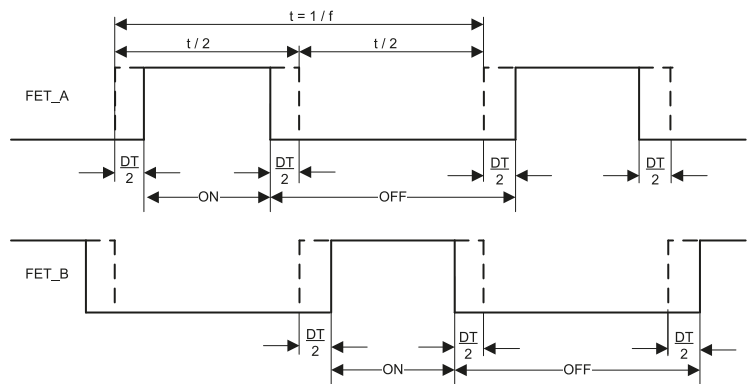 t = 1 / f
t / 2 t / 2
FET_A
DT
2
DT
2
DT
2
DT
2
ON OFF
FET_B
DT
2
DT
2
DT
2
ON OFF